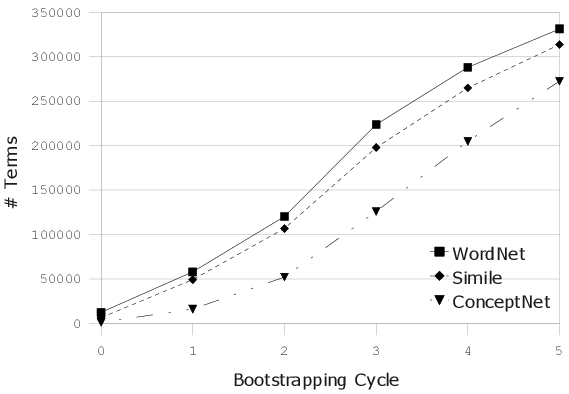 350000
300000
250000
200000
150000
100000
50000
0
# Terms
0 1 2 3 4 5
Bootstrapping Cycle
WordNet
Simile
ConceptNet